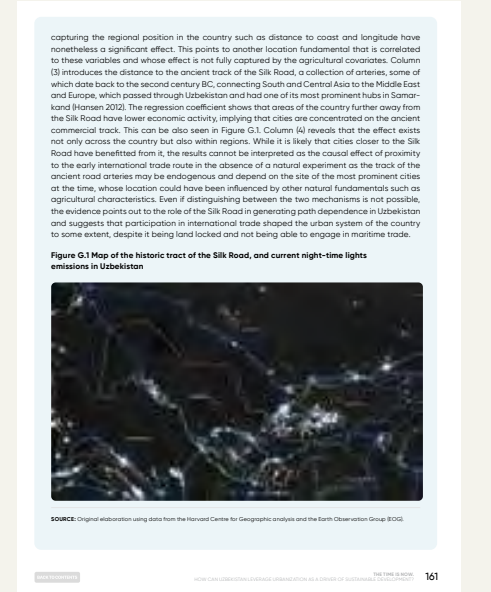 capturing the regional position in the country such as distance to coast and longitude have
nonetheless a significant effect. This points to another location fundamental that is correlated
to these variables and whose effect is not fully captured by the agricultural covariates. Column
(3) introduces the distance to the ancient track of the Silk Road, a collection of arteries, some of
which date back to the second century BC, connecting South and Central Asia to the Middle East
and Europe, which passed through Uzbekistan and had one of its most prominent hubs in Samar-
kand (Hansen 2012). The regression coefficient shows that areas of the country further away from
the Silk Road have lower economic activity, implying that cities are concentrated on the ancient
commercial track. This can be also seen in Figure G.1. Column (4) reveals that the effect exists
not only across the country but also within regions. While it is likely that cities closer to the Silk
Road have benefitted from it, the results cannot be interpreted as the causal effect of proximity
to the early international trade route in the absence of a natural experiment as the track of the
ancient road arteries may be endogenous and depend on the site of the most prominent cities
at the time, whose location could have been influenced by other natural fundamentals such as
agricultural characteristics. Even if distinguishing between the two mechanisms is not possible,
the evidence points out to the role of the Silk Road in generating path dependence in Uzbekistan
and suggests that participation in international trade shaped the urban system of the country
to some extent, despite it being land locked and not being able to engage in maritime trade.
Figure G.1 Map of the historic tract of the Silk Road, and current night-time lights
emissions in Uzbekistan
SOURCE: Original elaboration using data from the Harvard Centre for Geographic analysis and the Earth Observation Group (EOG).
THE TIME IS NOW:
HOW CAN UZBEKISTAN LEVERAGE URBANIZATION AS A DRIVER OF SUSTAINABLE DEVELOPMENT?
161